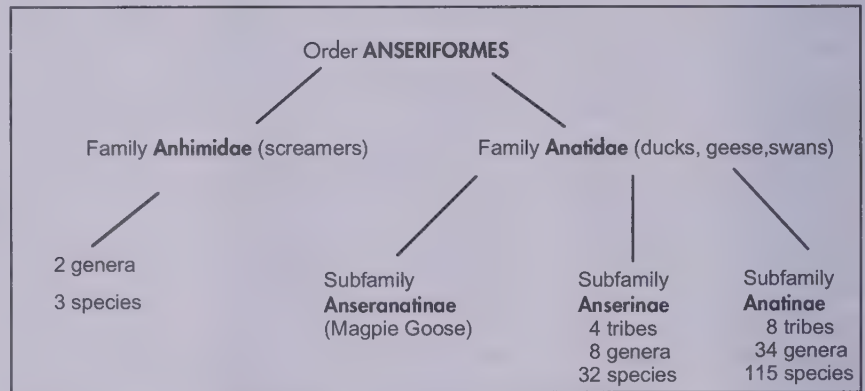 Order ANSERIFORMES
Family Anhimidae (screamers)
Family Anatidae (ducks, geese,swans)
2 genera
3 species
Subfamily
Anseranatinae
(Magpie Goose)
Subfamily
Anserinae
4 tribes
8 genera
32 species
Subfamily
Anatinae
8 tribes
34 genera
115 species